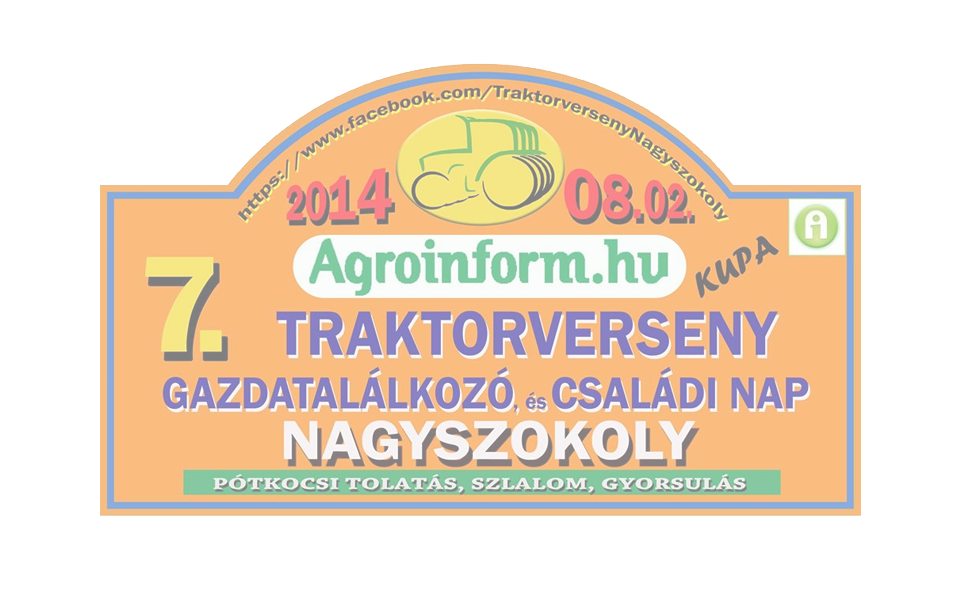 https://www.facebook.com/TraktorversenyNagyszokoly
2014 08.02.
Agroinform.hu
KUPA
A
7. TRAKTORVERSENY
GAZDATALÁLKOZÓ, és CSALÁDI NAP
NAGYSZOKOLY
PÓTKOCSI TOLATÁS, SZLALOM, GYORSULÁS